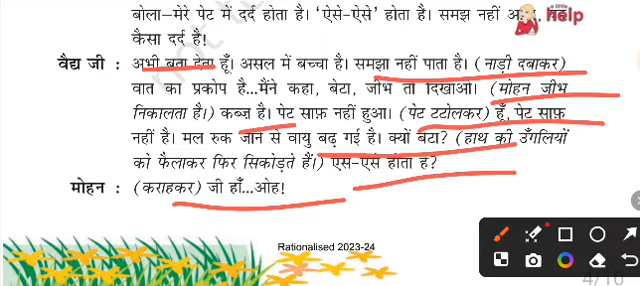 बोला–मेरे पेट में दर्द होता है। 'ऐसे-ऐसे' होता है। समझ नहीं
help
कैसा दर्द है!
वैद्य जी : अभी बता देता हूँ। असल में बच्चा है। समझा नहीं पाता है। (नाड़ी दबाकर)
वात का प्रकोप है...मैंने कहा, बेटा, जीभ तो दिखाओ। (मोहन जीभ
निकालता है।) कब्ज़ है। पेट साफ़ नहीं हुआ। (पेट टटोलकर) हूँ, पेट साफ़
नहीं है। मल रुक जाने से वायु बढ़ गई है। क्यों बेटा? (हाथ की उँगलियों
को फैलाकर फिर सिकोड़ते हैं।) ऐसे-ऐसे होता है?
मोहन : (कराहकर) जी हाँ...ओह!
Rationalised 2023-24
4/10